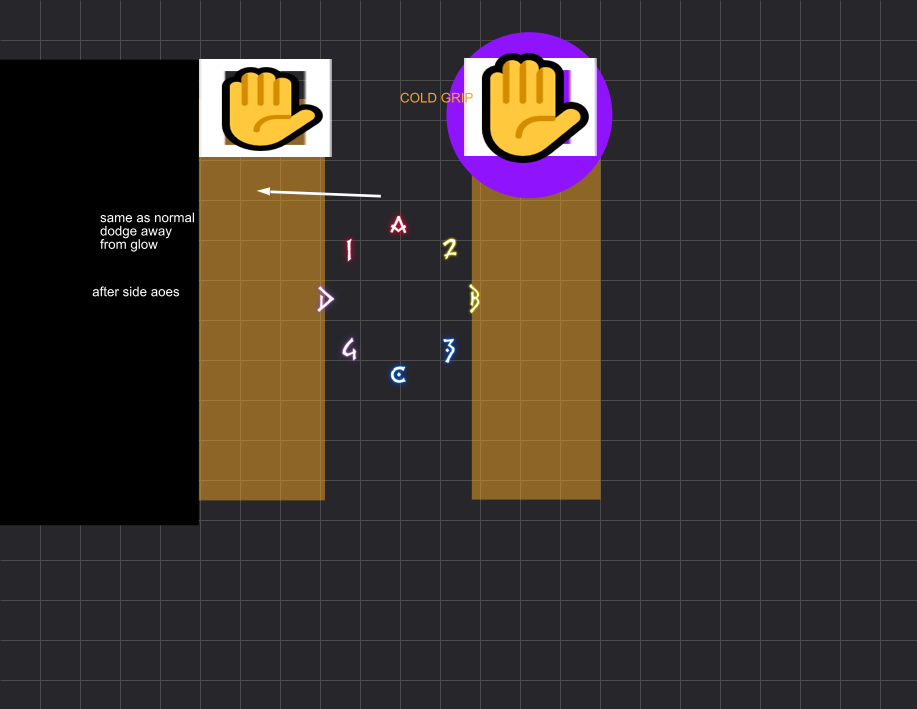 COLD GRIP
same as normal
dodge away
from glow
A
1
2
D
B
4
3
C
after side aoes